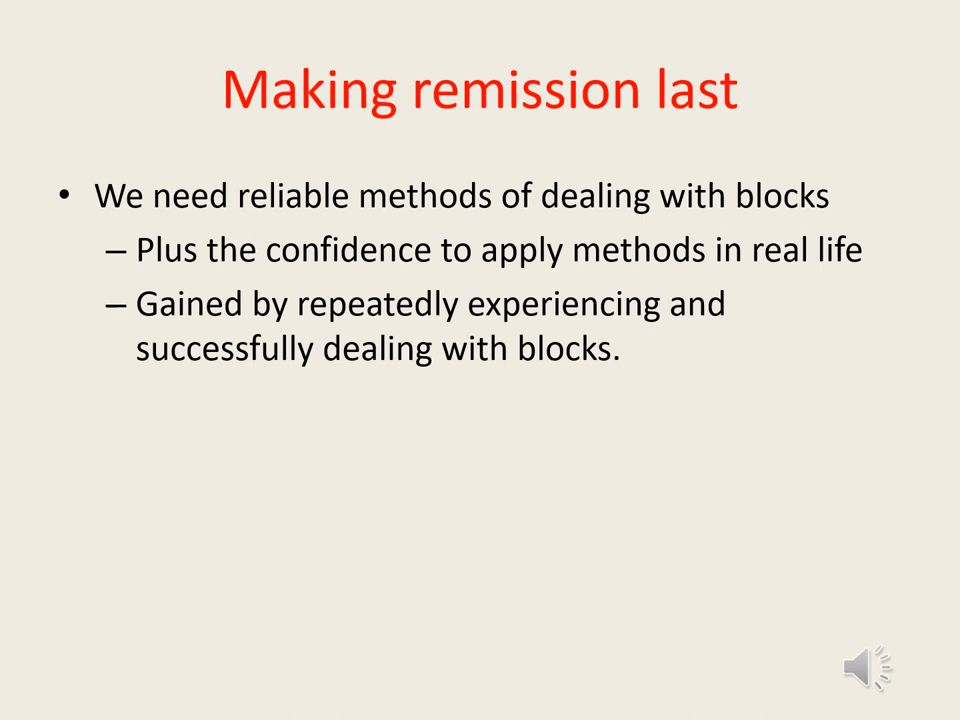 Making remission last
• We need reliable methods of dealing with blocks
– Plus the confidence to apply methods in real life
– Gained by repeatedly experiencing and
successfully dealing with blocks.